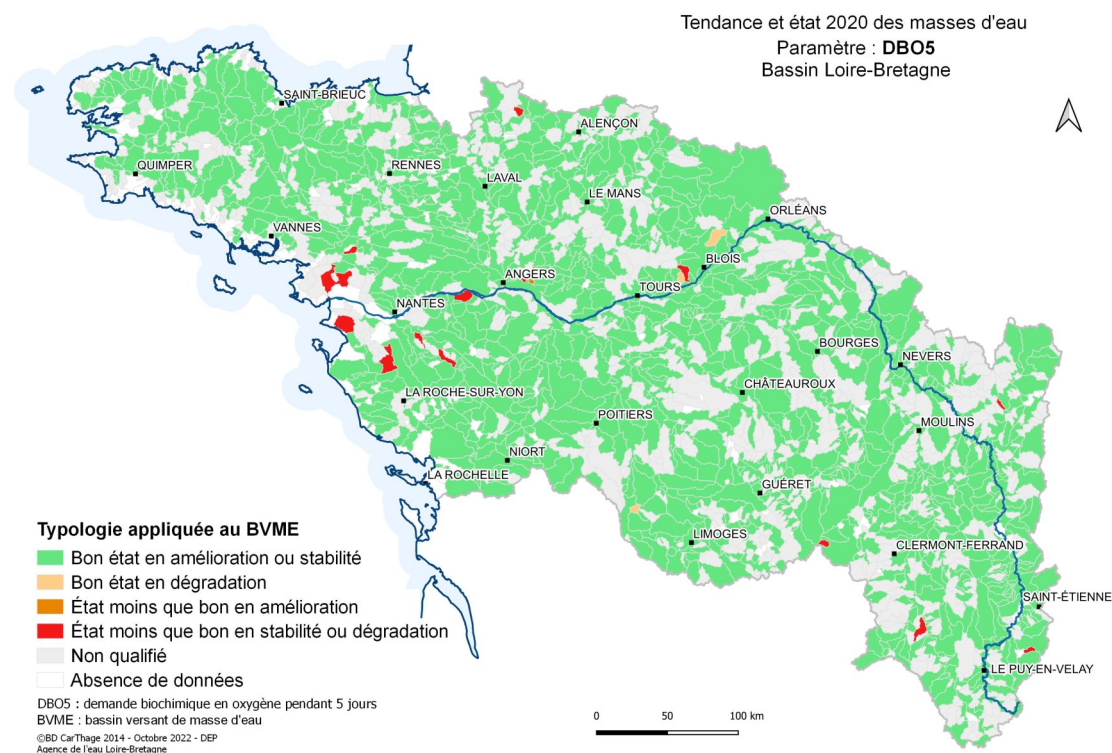 Tendance et état 2020 des masses d'eau
Paramètre : DBO5
Bassin Loire-Bretagne
SAINT-BRIEUC
ALENÇON
QUIMPER
RENNES
LAVAL
LE MANS
ORLÉANS
VANNES
BLOIS
ANGERS
TOURS
NANTES
BOURGES
NEVERS
CHÂTEAUROUX
LA ROCHE-SUR-YON
POITIERS
MOULINS
NIORT
LA ROCHELLE
GUÉRET
LIMOGES
CLERMONT-FERRAND
SAINT-ÉTIENNE
LE PUY-EN-VELAY
Typologie appliquée au BVME
Bon état en amélioration ou stabilité
Bon état en dégradation
État moins que bon en amélioration
État moins que bon en stabilité ou dégradation
Non qualifié
Absence de données
DBO5 : demande biochimique en oxygène pendant 5 jours
BVME : bassin versant de masse d'eau
©BD CarThage 2014 - Octobre 2022 - DEP
Agence de l'eau Loire-Bretagne
0 50 100 km